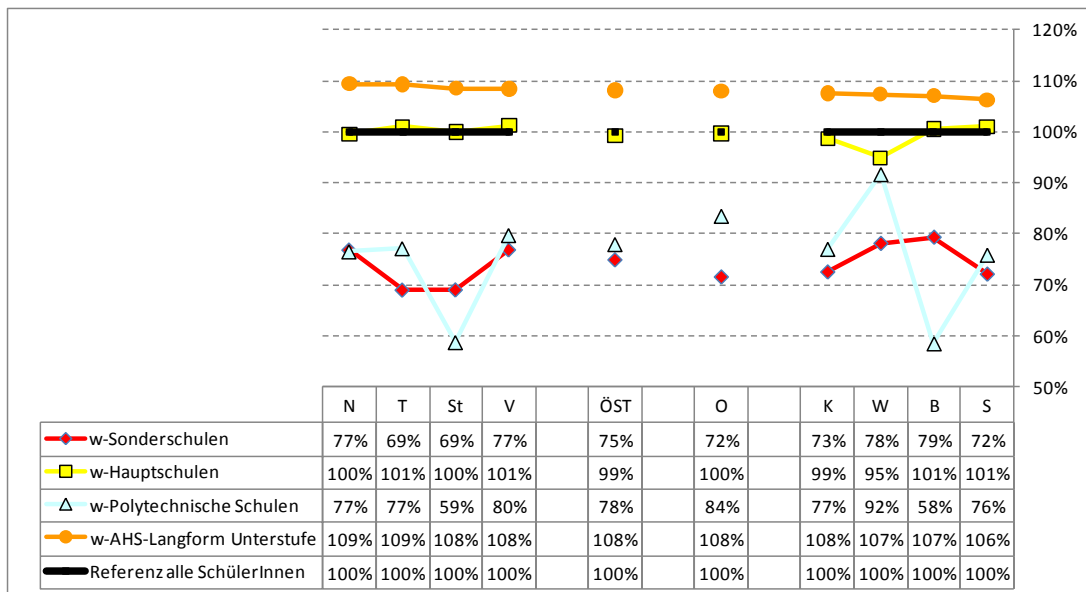 120%
110%
100%
90%
80%
70%
60%
50%
N T St V ÖST O K W B S
w-Sonderschulen 77% 69% 69% 77% 75% 72% 73% 78% 79% 72%
w-Hauptschulen 100% 101% 100% 101% 99% 100% 99% 95% 101% 101%
w-Polytechnische Schulen 77% 77% 59% 80% 78% 84% 77% 92% 58% 76%
w-AHS-Langform Unterstufe 109% 109% 108% 108% 108% 108% 108% 107% 107% 106%
Referenz alle SchülerInnen 100% 100% 100% 100% 100% 100% 100% 100% 100% 100%